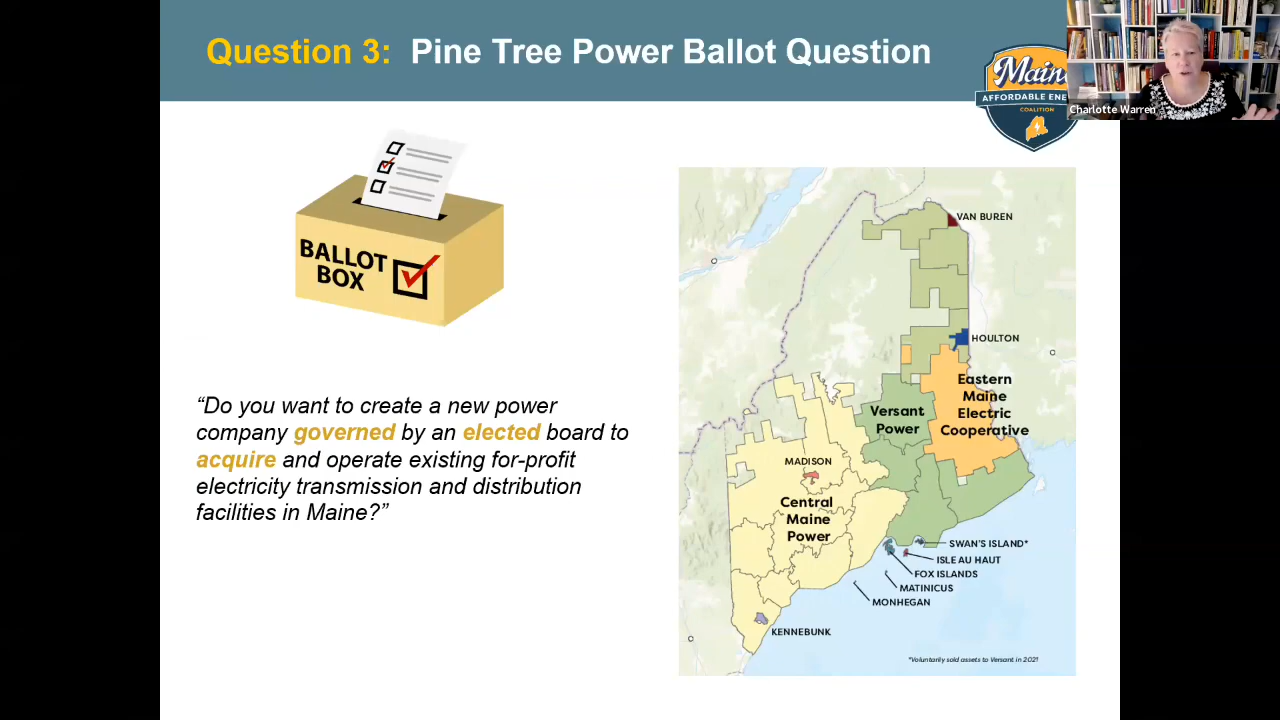 Question 3: Pine Tree Power Ballot Question
Maine
AFFORDABLE ENE
COALITION
Charlotte Warren
BALLOT
BOX
“Do you want to create a new power
company governed by an elected board to
acquire and operate existing for-profit
electricity transmission and distribution
facilities in Maine?”
VAN BUREN
HOULTON
Eastern
Maine
Electric
Cooperative
Versant
Power
MADISON
Central
Maine
Power
SWAN'S ISLAND*
ISLE AU HAUT
FOX ISLANDS
MATINICUS
MONHEGAN
KENNEBUNK
*Voluntarily sold assets to Versant in 2021